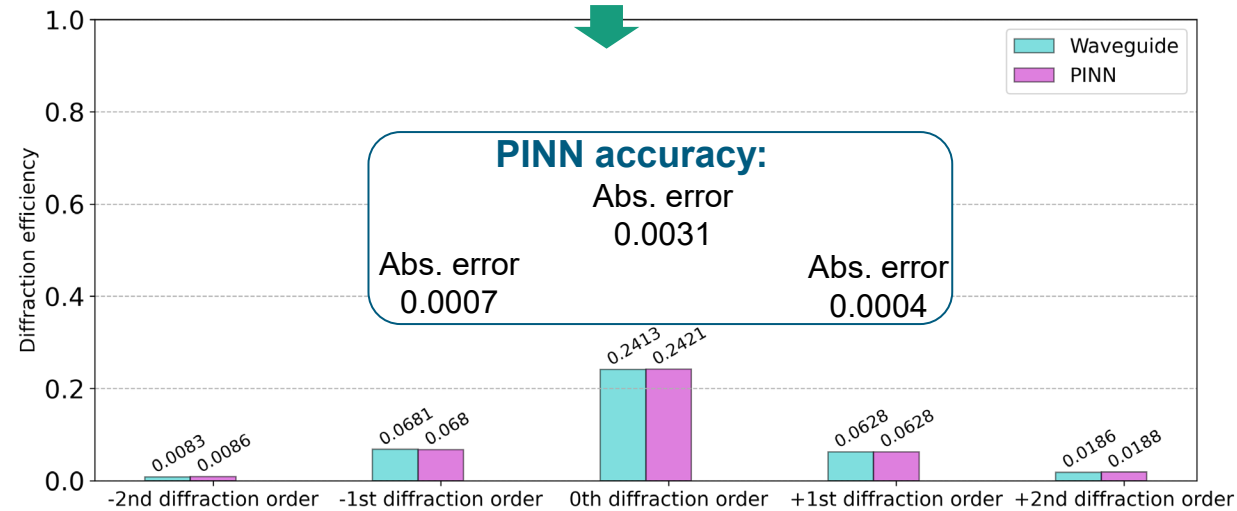 1.0
0.8
0.6
0.4
0.2
0.0
Diffraction efficiency
Waveguide
PINN
PINN accuracy:
Abs. error
0.0031
Abs. error
0.0007
Abs. error
0.0004
0.0083
0.0086
0.0681
0.068
0.2413
0.2421
0.0628
0.0628
0.0186
0.0188
-2nd diffraction order
-1st diffraction order
0th diffraction order
+1st diffraction order
+2nd diffraction order